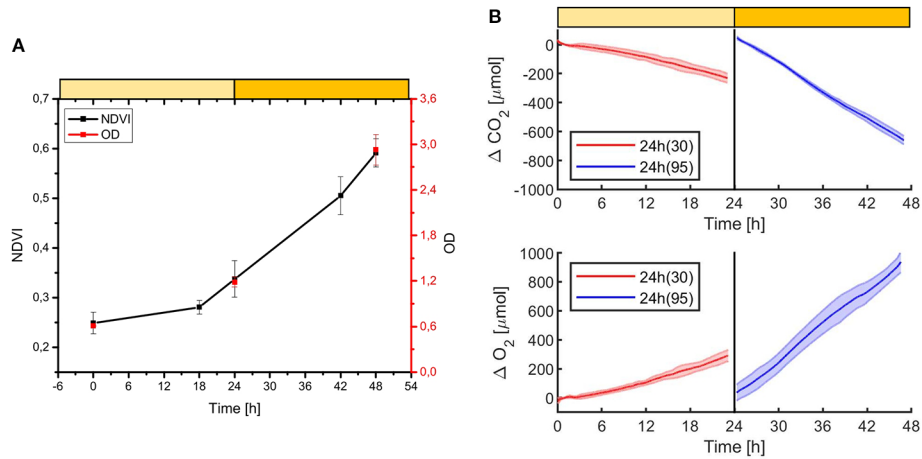 A
0,7
0,6
0,5
0,4
0,3
0,2
NDVI
NDVI
OD
3,6
3,0
2,4
1,8
1,2
0,6
0,0
OD
-6 0 6 12 18 24 30 36 42 48 54
Time [h]
B
0
-200
-400
-600
-800
-1000
Δ CO2 [μmol]
24h(30)
24h(95)
0 6 12 18 24 30 36 42 48
Time [h]
1000
800
600
400
200
0
Δ O2 [μmol]
24h(30)
24h(95)
0 6 12 18 24 30 36 42 48
Time [h]